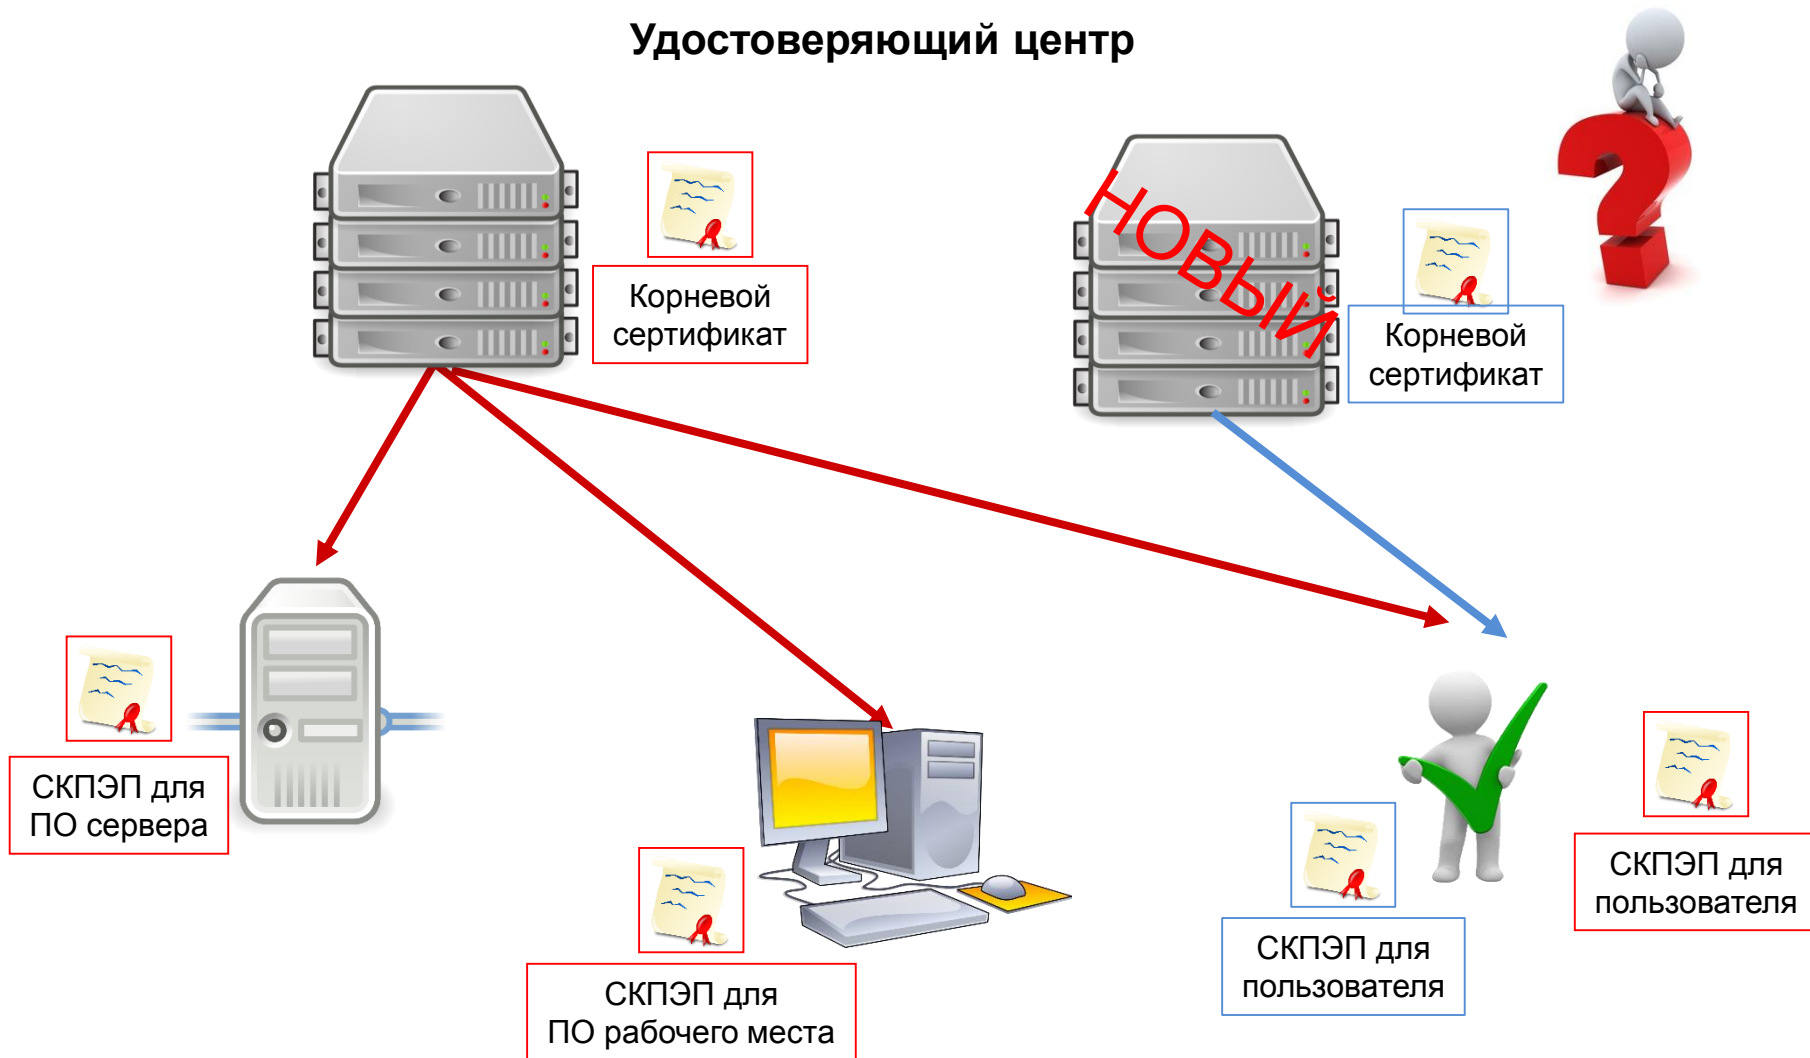 Удостоверяющий центр
Корневой
сертификат
НОВЫЙ
Корневой
сертификат
СКПЭП для
ПО сервера
СКПЭП для
ПО рабочего места
СКПЭП для
пользователя
СКПЭП для
пользователя